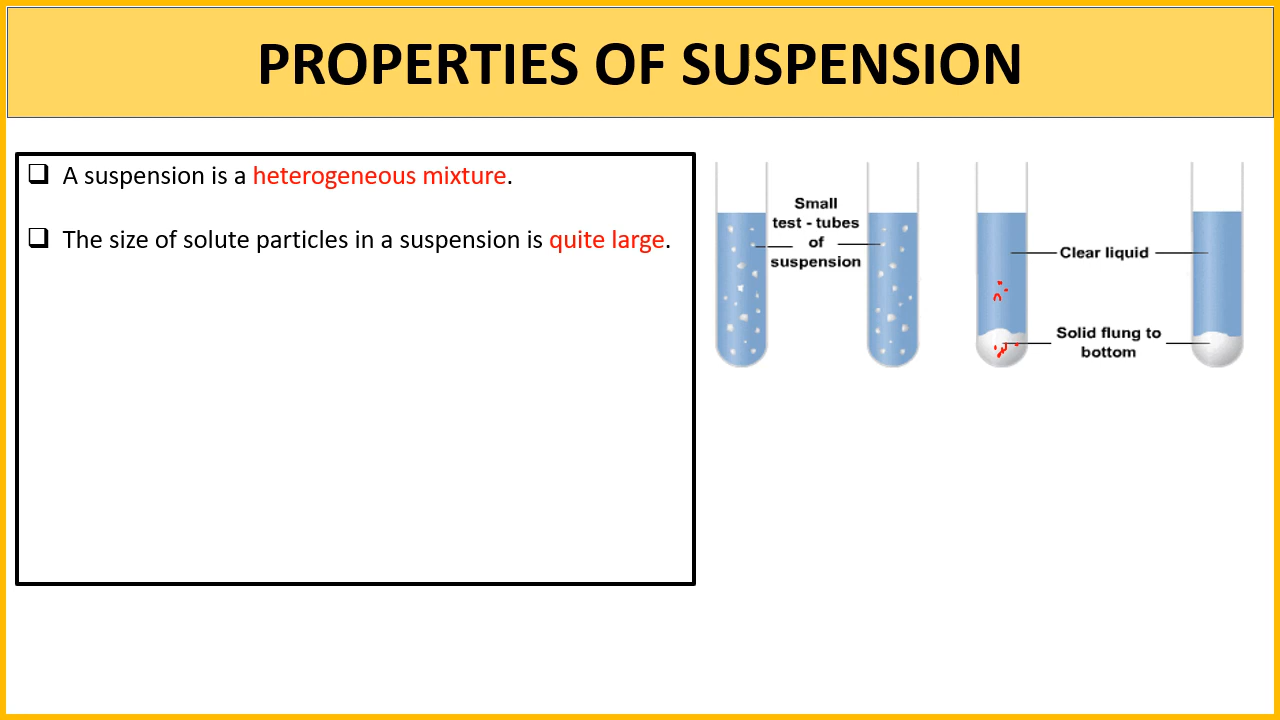 PROPERTIES OF SUSPENSION
❑ A suspension is a heterogeneous mixture.
❑ The size of solute particles in a suspension is quite large.
Small
test - tubes
of
suspension
Clear liquid
Solid flung to
bottom